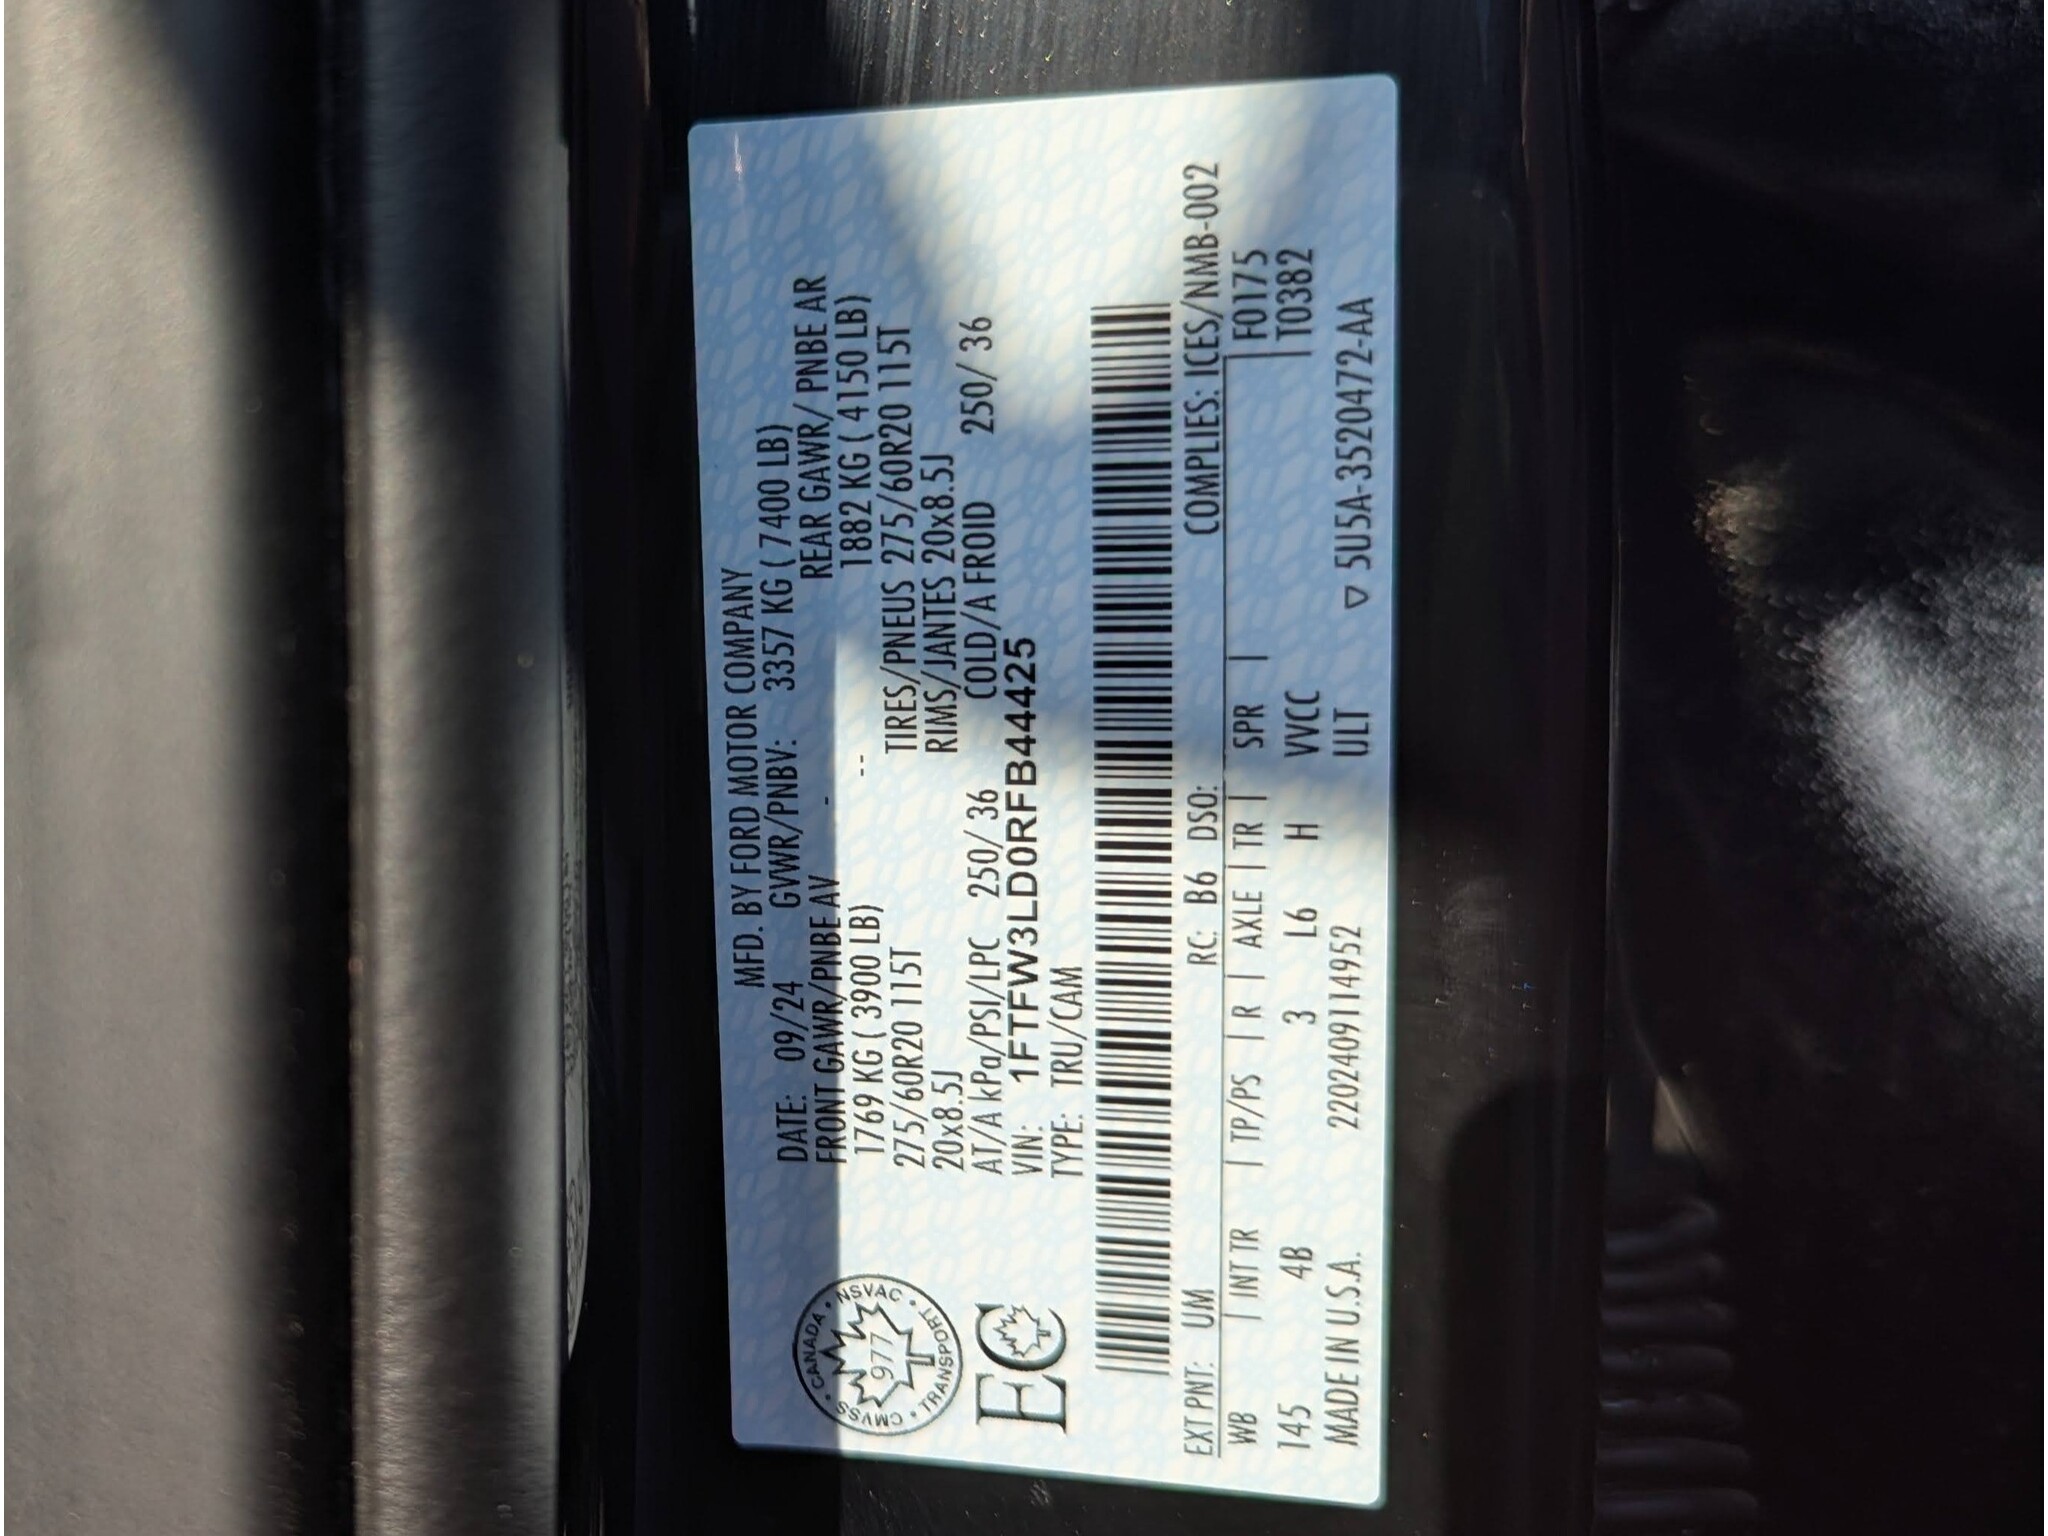 MFD. BY FORD MOTOR COMPANY
DATE: 09/24 GVWR/PNBV: 3357 KG ( 7400 LB)
FRONT GAWR/PNBE AV - REAR GAWR/ PNBE AR
1769 KG ( 3900 LB) -- 1882 KG ( 4150 LB)
275/60R20 115T TIRES/PNEUS 275/60R20 115T
20x8.5J RIMS/JANTES 20x8.5J
AT/A kPa/PSI/LPC 250/ 36 COLD/A FROID 250/ 36
VIN: 1FTFW3LD0RFB44425
TYPE: TRU/CAM
CANADA • NSVAC • TRANSPORT • CMVSS •
977
EC
COMPLIES: ICES/NMB-002
EXT PNT: UM RC: B6 DSO:
WB | INT TR | TP/PS | R | AXLE | TR | SPR | F0175
145 4B 3 L6 H VVCC T0382
MADE IN U.S.A. 2202409114952 ULT ▽ 5U5A-3520472-AA